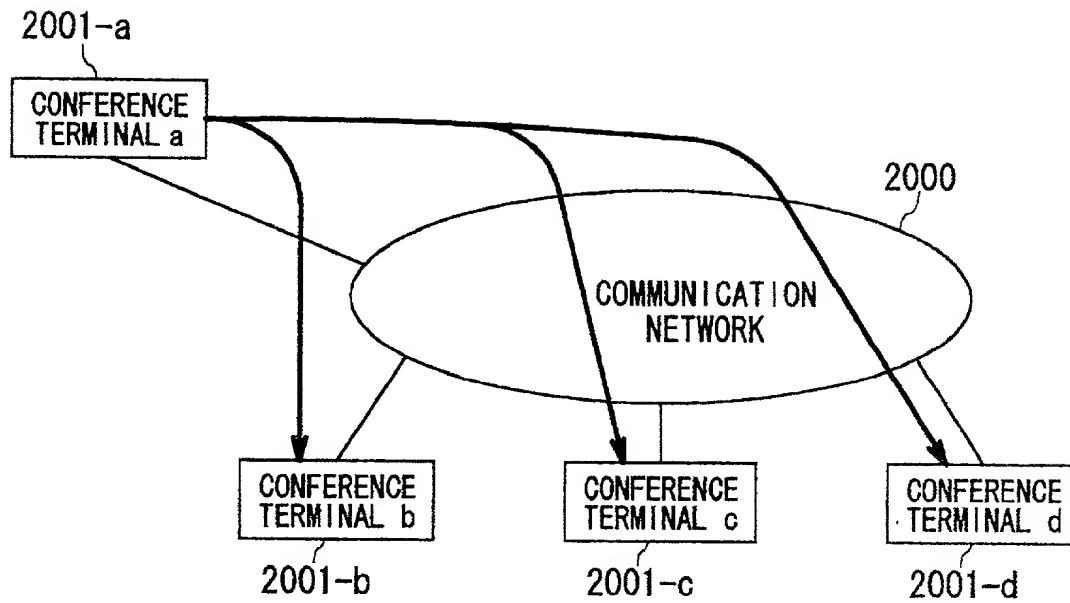 2001-a
CONFERENCE
TERMINAL a
2000
COMMUNICATION
NETWORK
CONFERENCE
TERMINAL b
CONFERENCE
TERMINAL c
CONFERENCE
TERMINAL d
2001-b
2001-c
2001-d